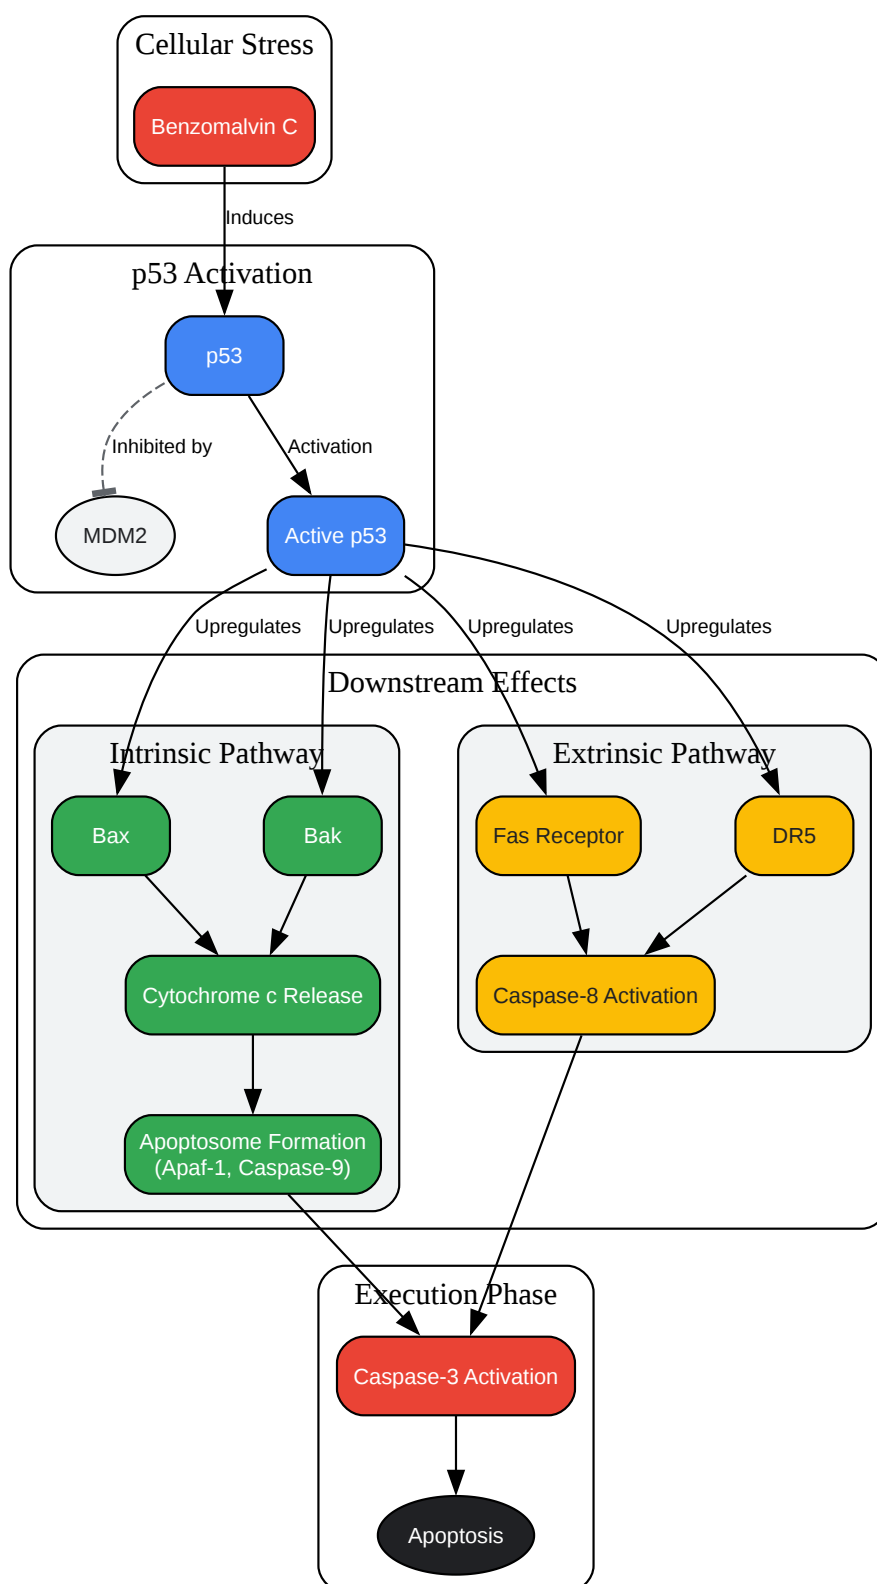 Cellular Stress
Benzomalvin C
Induces
p53 Activation
p53
Inhibited by
Activation
MDM2
Active p53
Upregulates
Upregulates
Upregulates
Upregulates
Downstream Effects
Intrinsic Pathway
Extrinsic Pathway
Bax
Bak
Fas Receptor
DR5
Cytochrome c Release
Caspase-8 Activation
Apoptosome Formation
(Apaf-1, Caspase-9)
Execution Phase
Caspase-3 Activation
Apoptosis